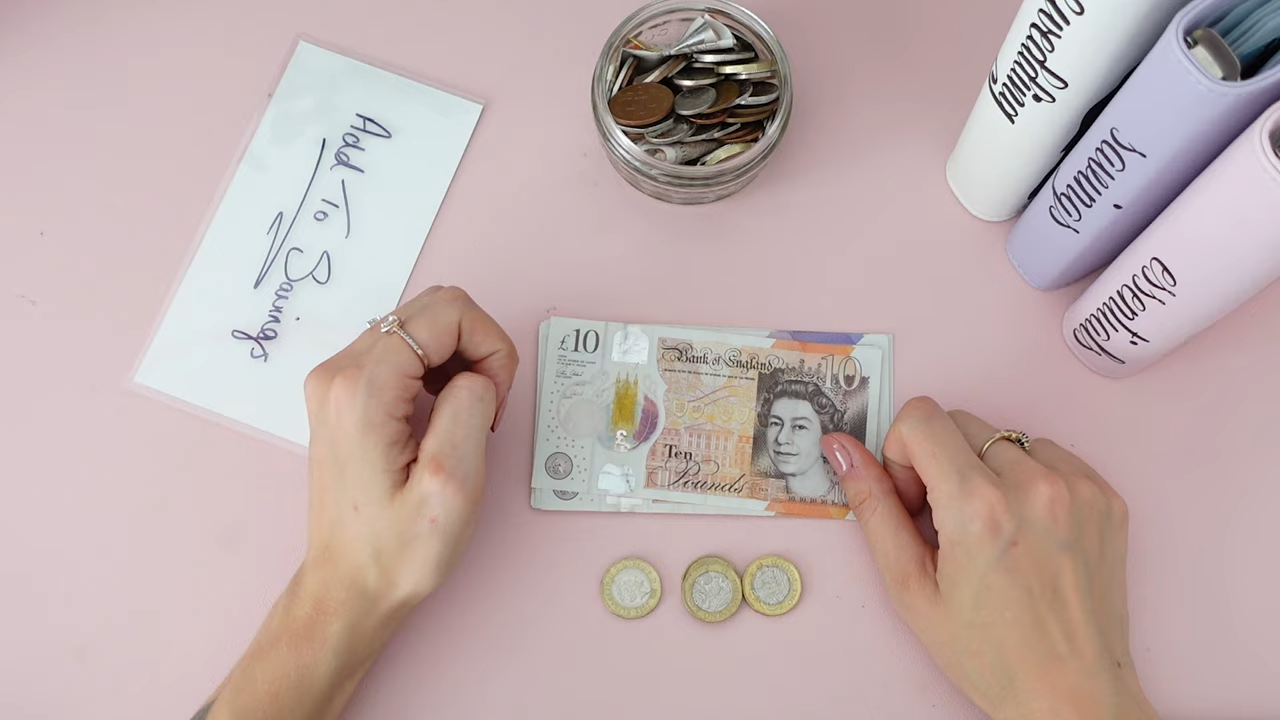 Add To Savings
wedding
savings
essentials
£10
Bank of England
10
Ten
Pounds
£